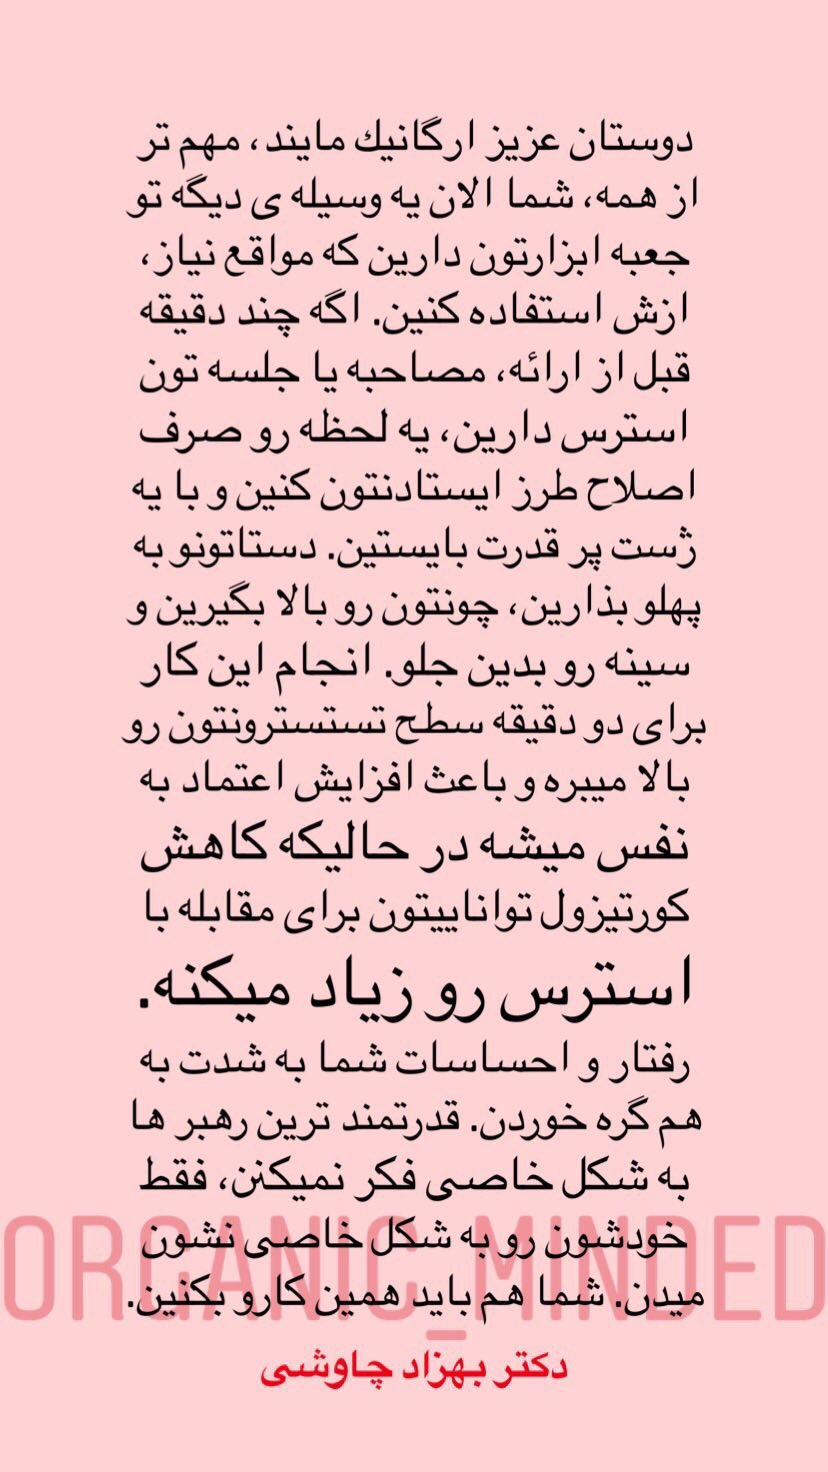 دوستان عزیز ارگانیك مایند، مهم تر
از همه، شما الان یه وسیله ی دیگه تو
جعبه ابزارتون دارین که مواقع نیاز،
ازش استفاده کنین. اگه چند دقیقه
قبل از ارائه، مصاحبه یا جلسه تون
استرس دارین، یه لحظه رو صرف
اصلاح طرز ایستادنتون کنین و با یه
ژست پر قدرت بایستین. دستاتونو به
پهلو بذارین، چونتون رو بالا بگیرین و
سینه رو بدین جلو. انجام این کار
برای دو دقیقه سطح تستسترونتون رو
بالا میبره و باعث افزایش اعتماد به
نفس میشه در حالیکه کاهش
کورتیزول تواناییتون برای مقابله با
استرس رو زیاد میکنه.
رفتار و احساسات شما به شدت به
هم گره خوردن. قدرتمند ترین رهبر ها
به شکل خاصی فکر نمیکنن، فقط
خودشون رو به شکل خاصی نشون
میدن. شما هم باید همین کارو بکنین.
ORGANIC_MINDED
دکتر بهزاد چاوشی